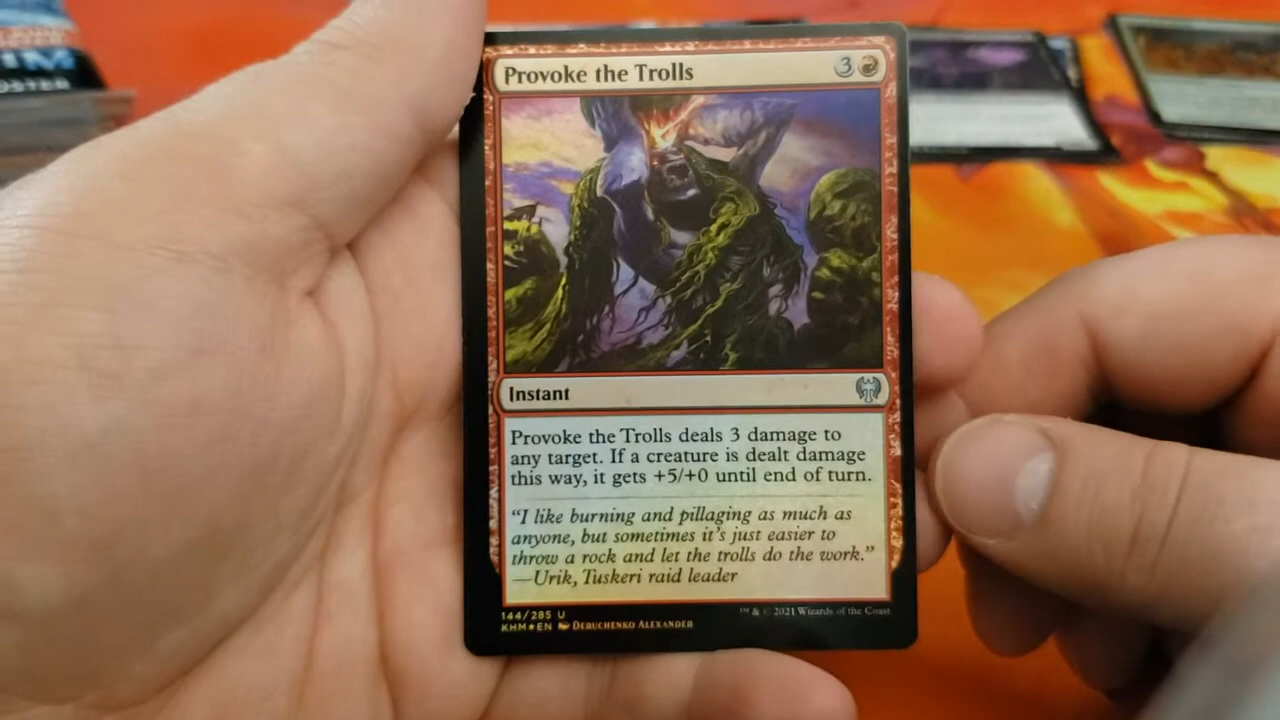 OSTER
Provoke the Trolls 3
Instant
Provoke the Trolls deals 3 damage to
any target. If a creature is dealt damage
this way, it gets +5/+0 until end of turn.
“I like burning and pillaging as much as
anyone, but sometimes it’s just easier to
throw a rock and let the trolls do the work.”
—Urik, Tuskeri raid leader
144/285 U
KHM★EN Deruchenko Alexander
™ & © 2021 Wizards of the Coast